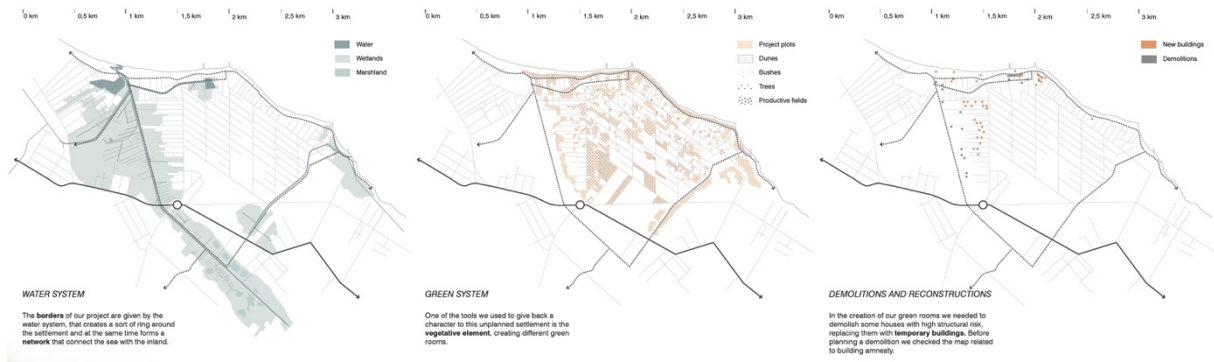 0 km 0,5 km 1 km 1,5 km 2 km 2,5 km 3 km
Water
Wetlands
Marshland
WATER SYSTEM
The borders of our project are given by the
water system, that creates a sort of ring around
the settlement and at the same time forms a
network that connect the sea with the inland.
0 km 0,5 km 1 km 1,5 km 2 km 2,5 km 3 km
Project plots
Dunes
Bushes
Trees
Productive fields
GREEN SYSTEM
One of the tools we used to give back a
character to this unplanned settlement is the
vegetative element, creating different green
rooms.
0 km 0,5 km 1 km 1,5 km 2 km 2,5 km 3 km
New buildings
Demolitions
DEMOLITIONS AND RECONSTRUCTIONS
In the creation of our green rooms we needed to
demolish some houses with high structural risk,
replacing them with temporary buildings. Before
planning a demolition we checked the map related
to building amnesty.